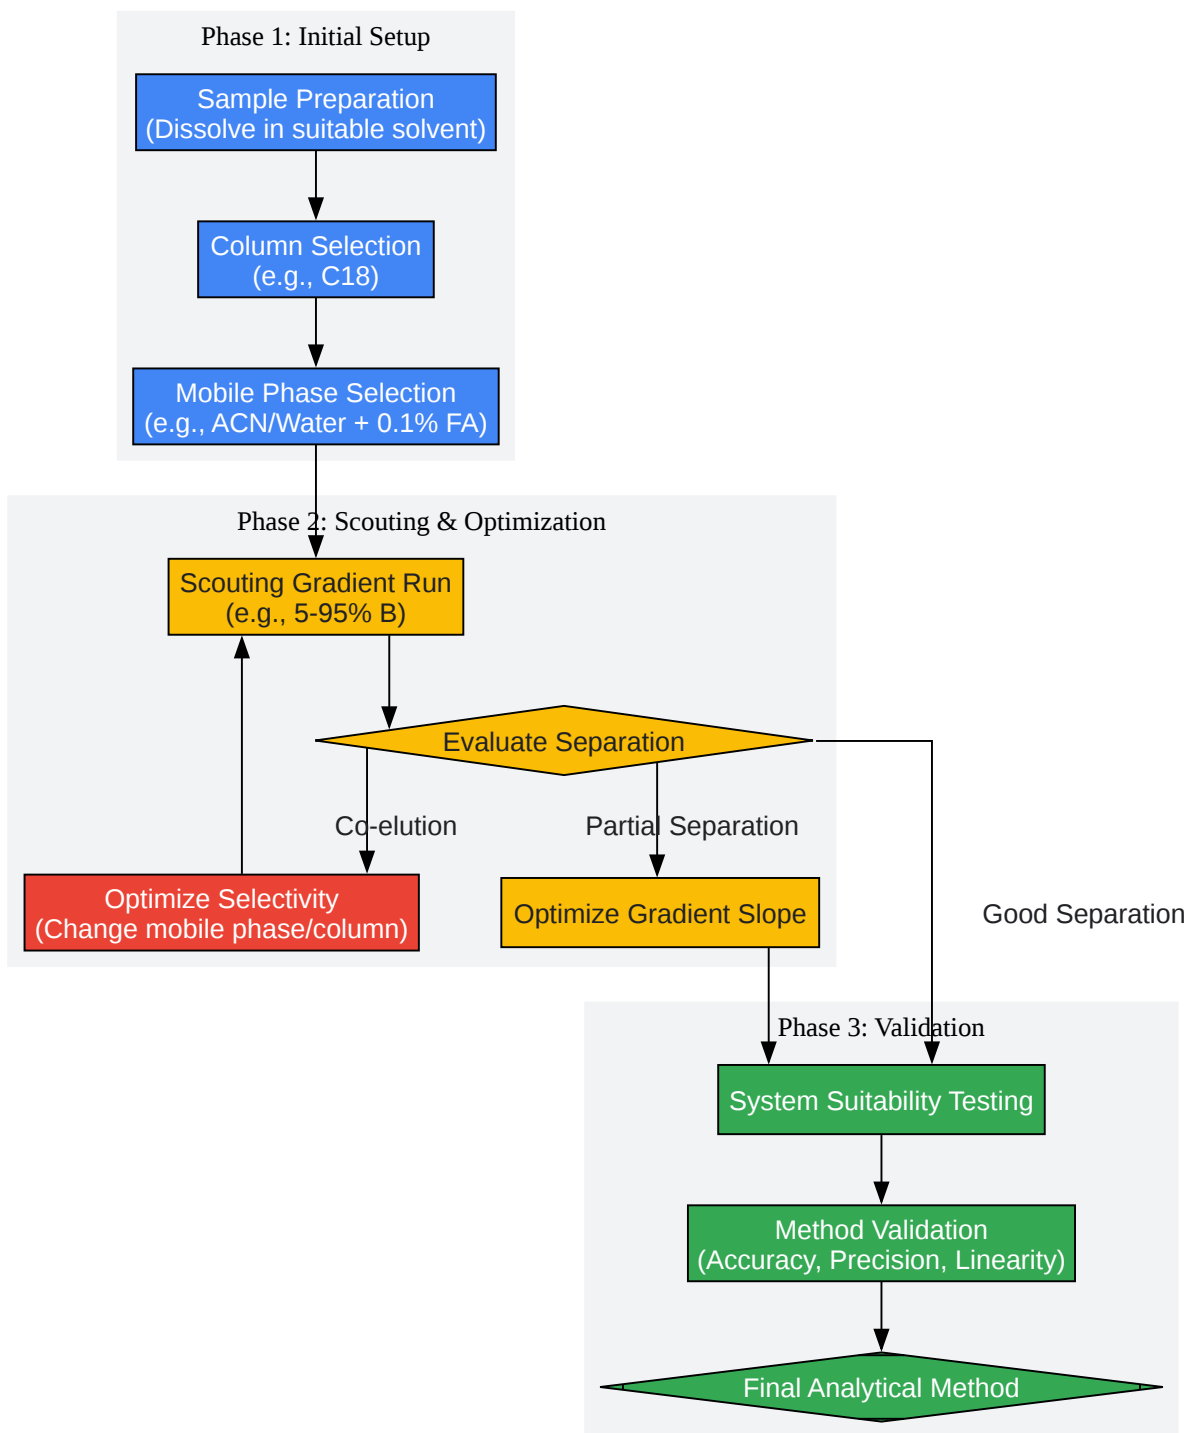 Phase 1: Initial Setup
Sample Preparation
(Dissolve in suitable solvent)
Column Selection
(e.g., C18)
Mobile Phase Selection
(e.g., ACN/Water + 0.1% FA)
Phase 2: Scouting & Optimization
Scouting Gradient Run
(e.g., 5-95% B)
Evaluate Separation
Co-elution
Partial Separation
Optimize Selectivity
(Change mobile phase/column)
Optimize Gradient Slope
Good Separation
Phase 3: Validation
System Suitability Testing
Method Validation
(Accuracy, Precision, Linearity)
Final Analytical Method